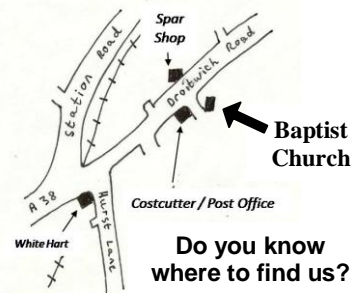 Spar
Shop
Station Road
Droitwich Road
Baptist
Church
A 38
Hurst Lane
Costcutter / Post Office
White Hart
Do you know
where to find us?